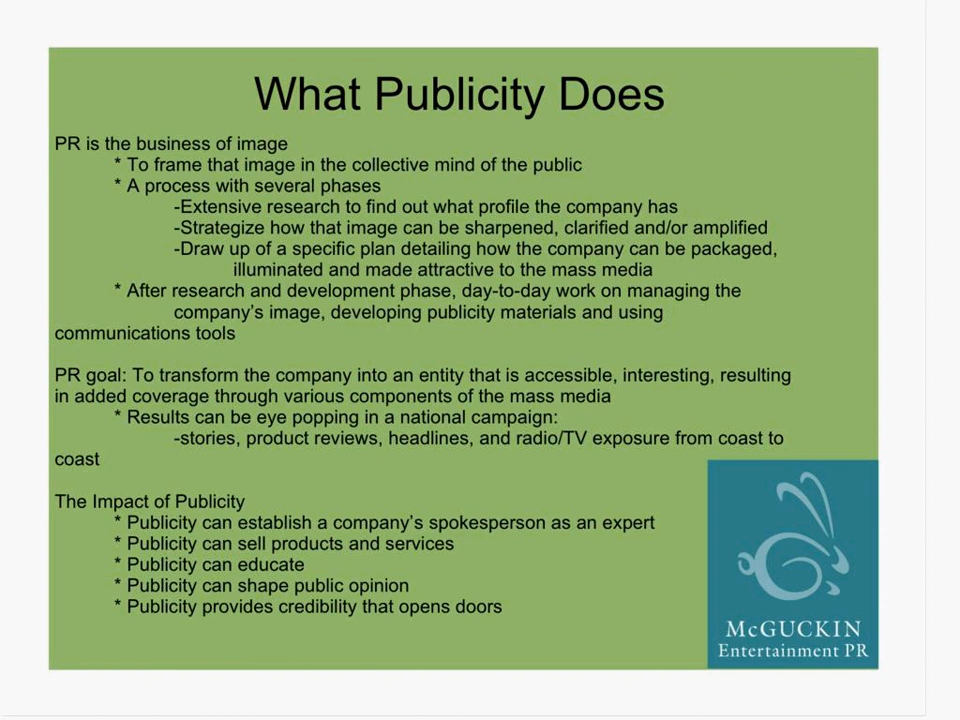 What Publicity Does
PR is the business of image
* To frame that image in the collective mind of the public
* A process with several phases
-Extensive research to find out what profile the company has
-Strategize how that image can be sharpened, clarified and/or amplified
-Draw up of a specific plan detailing how the company can be packaged,
illuminated and made attractive to the mass media
* After research and development phase, day-to-day work on managing the
company's image, developing publicity materials and using
communications tools
PR goal: To transform the company into an entity that is accessible, interesting, resulting
in added coverage through various components of the mass media
* Results can be eye popping in a national campaign:
-stories, product reviews, headlines, and radio/TV exposure from coast to
coast
The Impact of Publicity
* Publicity can establish a company's spokesperson as an expert
* Publicity can sell products and services
* Publicity can educate
* Publicity can shape public opinion
* Publicity provides credibility that opens doors
McGUCKIN
Entertainment PR